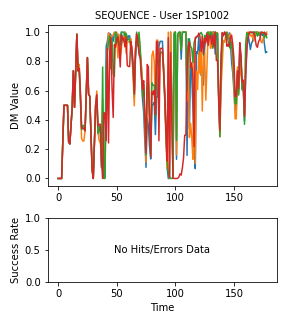 SEQUENCE - User 1SP1002
DM Value
1.0
0.8
0.6
0.4
0.2
0.0
0 50 100 150
Success Rate
1.0
0.5
0.0
No Hits/Errors Data
0 50 100 150
Time